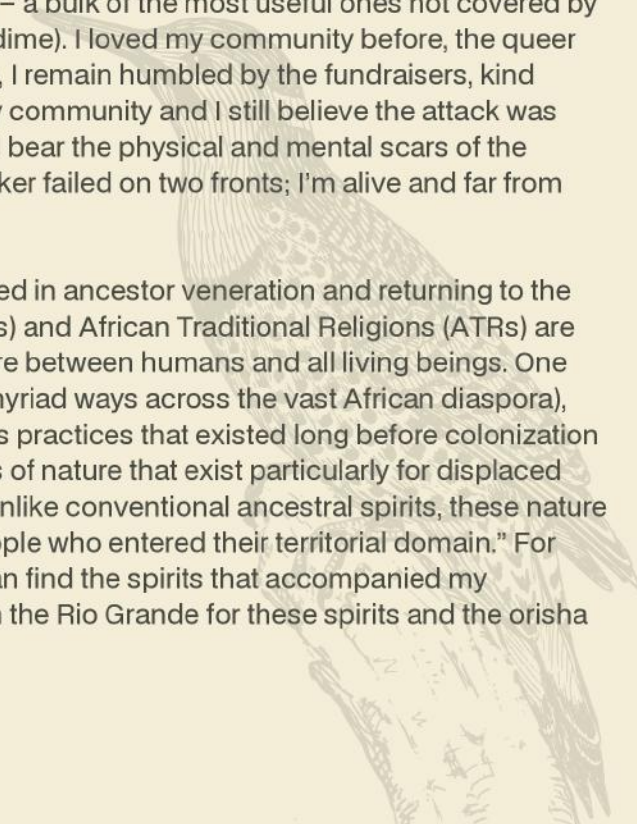 – a bulk of the most useful ones not covered by
dime). I loved my community before, the queer
, I remain humbled by the fundraisers, kind
community and I still believe the attack was
bear the physical and mental scars of the
ker failed on two fronts; I'm alive and far from
ed in ancestor veneration and returning to the
s) and African Traditional Religions (ATRs) are
re between humans and all living beings. One
myriad ways across the vast African diaspora),
s practices that existed long before colonization
s of nature that exist particularly for displaced
nlike conventional ancestral spirits, these nature
ople who entered their territorial domain.” For
an find the spirits that accompanied my
the Rio Grande for these spirits and the orisha